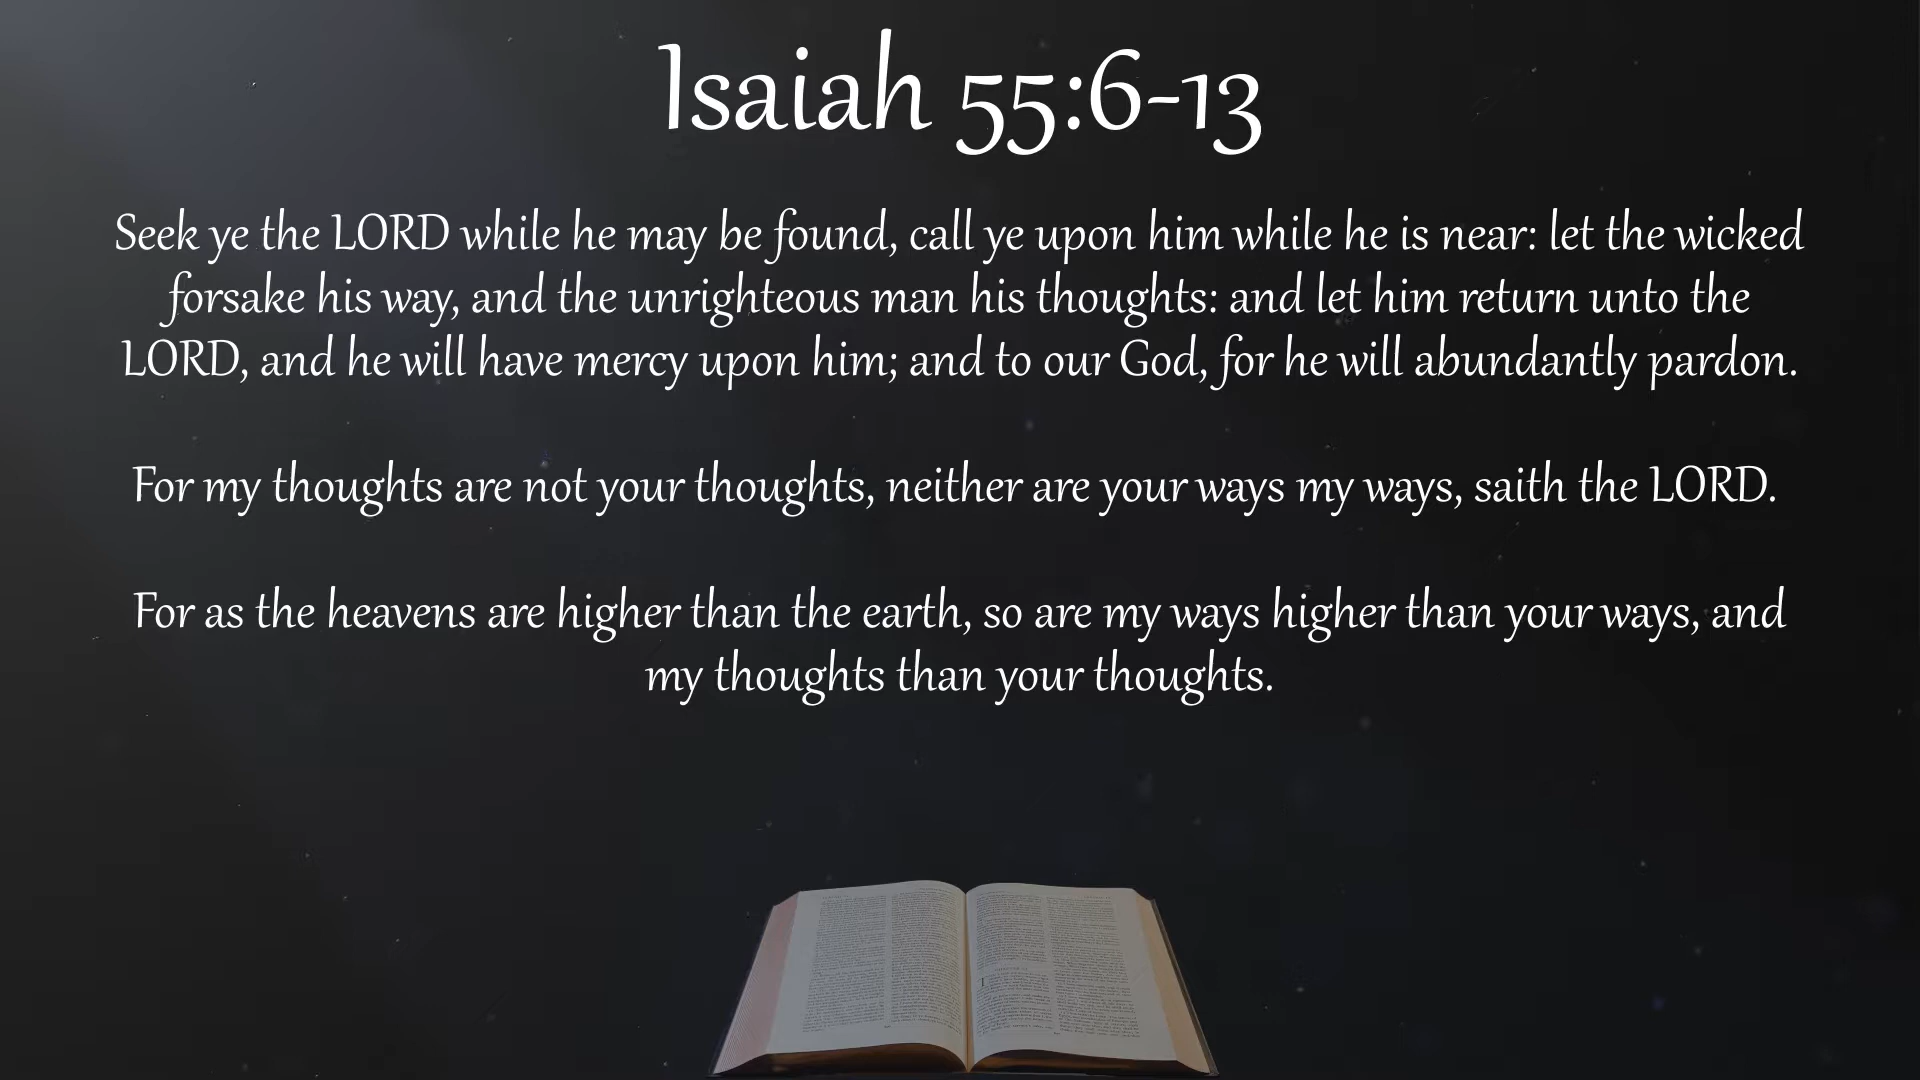 Isaiah 55:6-13
Seek ye the LORD while he may be found, call ye upon him while he is near: let the wicked
forsake his way, and the unrighteous man his thoughts: and let him return unto the
LORD, and he will have mercy upon him; and to our God, for he will abundantly pardon.
For my thoughts are not your thoughts, neither are your ways my ways, saith the LORD.
For as the heavens are higher than the earth, so are my ways higher than your ways, and
my thoughts than your thoughts.